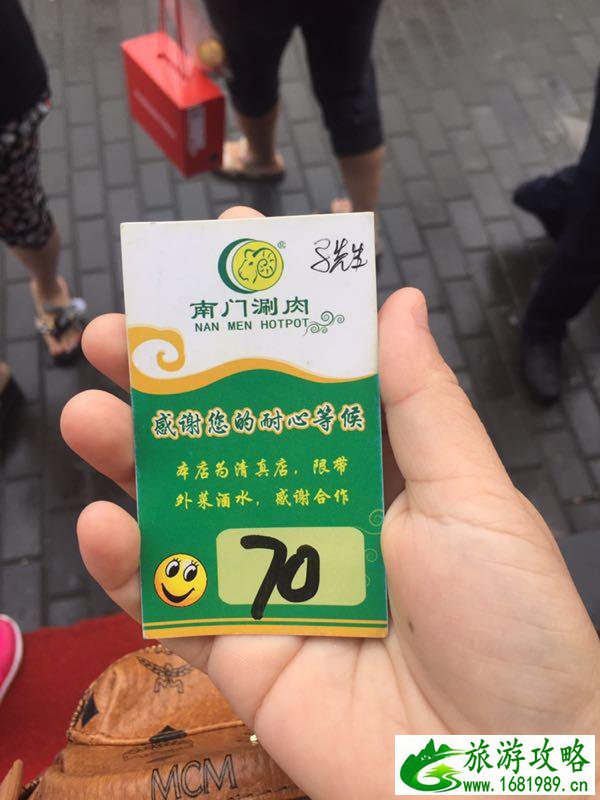 ®
先生
南门涮肉
NAN MEN HOTPOT
感谢您的耐心等候
本店为清真店，限带
外菜酒水，感谢合作
70
MCM
旅游攻略
www.1681989.cn